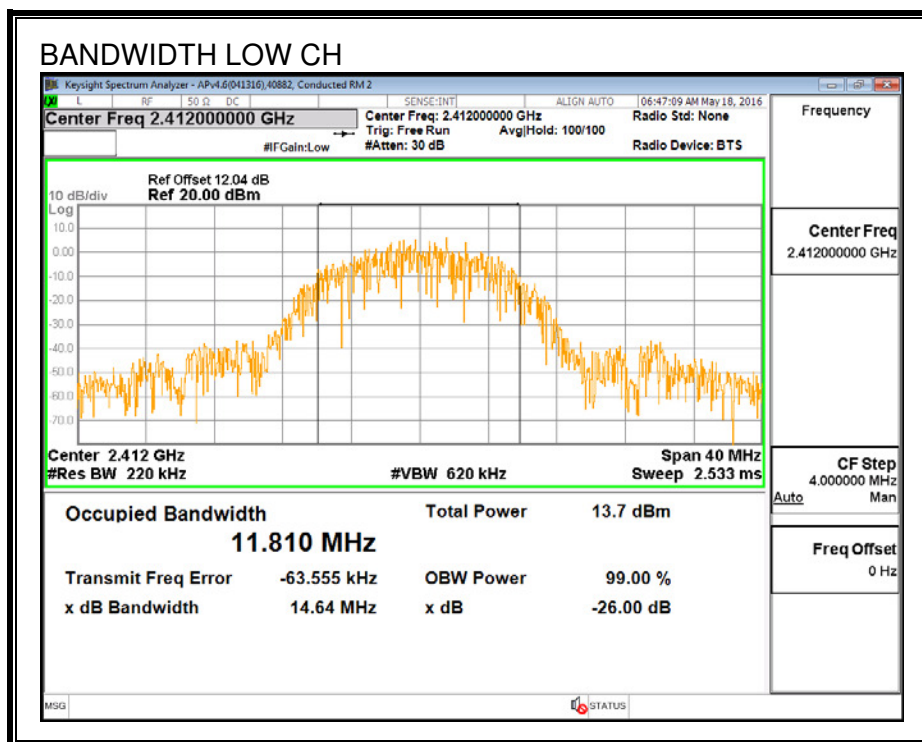 BANDWIDTH LOW CH
Keysight Spectrum Analyzer - APv4.6(041316),40882, Conducted RM 2
LXI L RF 50 Ω DC SENSE:INT ALIGN AUTO 06:47:09 AM May 18, 2016
Center Freq 2.412000000 GHz
Center Freq: 2.412000000 GHz Radio Std: None
Trig: Free Run Avg|Hold: 100/100
#IFGain:Low #Atten: 30 dB Radio Device: BTS
Ref Offset 12.04 dB
10 dB/div Ref 20.00 dBm
Log
10.0
0.00
-10.0
-20.0
-30.0
-40.0
-50.0
-60.0
-70.0
Center 2.412 GHz Span 40 MHz
#Res BW 220 kHz #VBW 620 kHz Sweep 2.533 ms
Occupied Bandwidth Total Power 13.7 dBm
11.810 MHz
Transmit Freq Error -63.555 kHz OBW Power 99.00 %
x dB Bandwidth 14.64 MHz x dB -26.00 dB
MSG STATUS
Frequency
Center Freq
2.412000000 GHz
CF Step
4.000000 MHz
Auto Man
Freq Offset
0 Hz